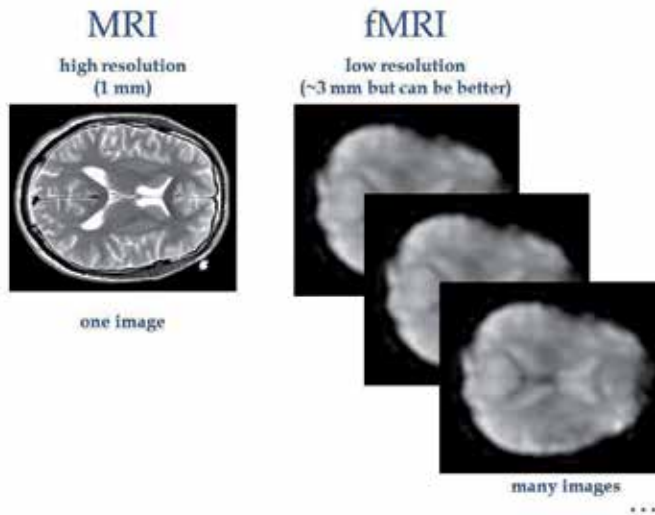 MRI
high resolution
(1 mm)
one image
fMRI
low resolution
(~3 mm but can be better)
many images
...